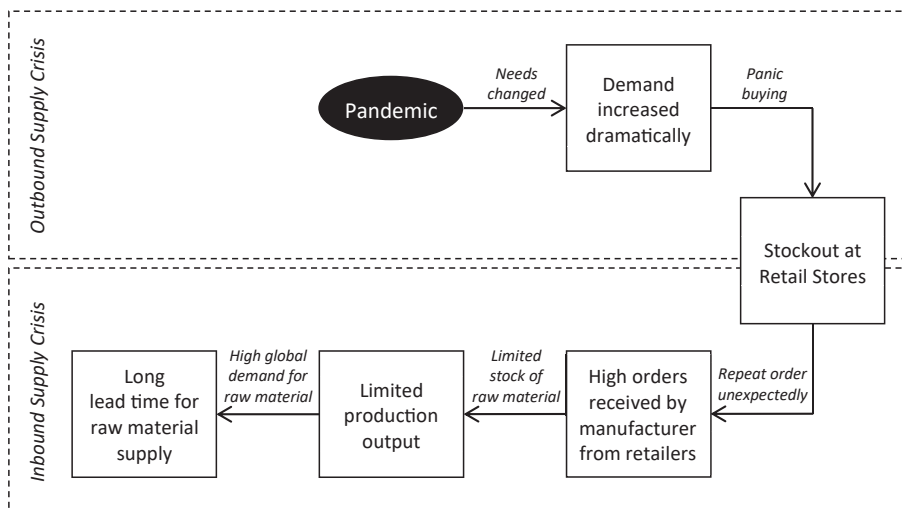 Outbound Supply Crisis
Pandemic
Needs
changed
Demand
increased
dramatically
Panic
buying
Stockout at
Retail Stores
Inbound Supply Crisis
Repeat order
unexpectedly
High orders
received by
manufacturer
from retailers
Limited
stock of
raw material
Limited
production
output
High global
demand for
raw material
Long
lead time for
raw material
supply